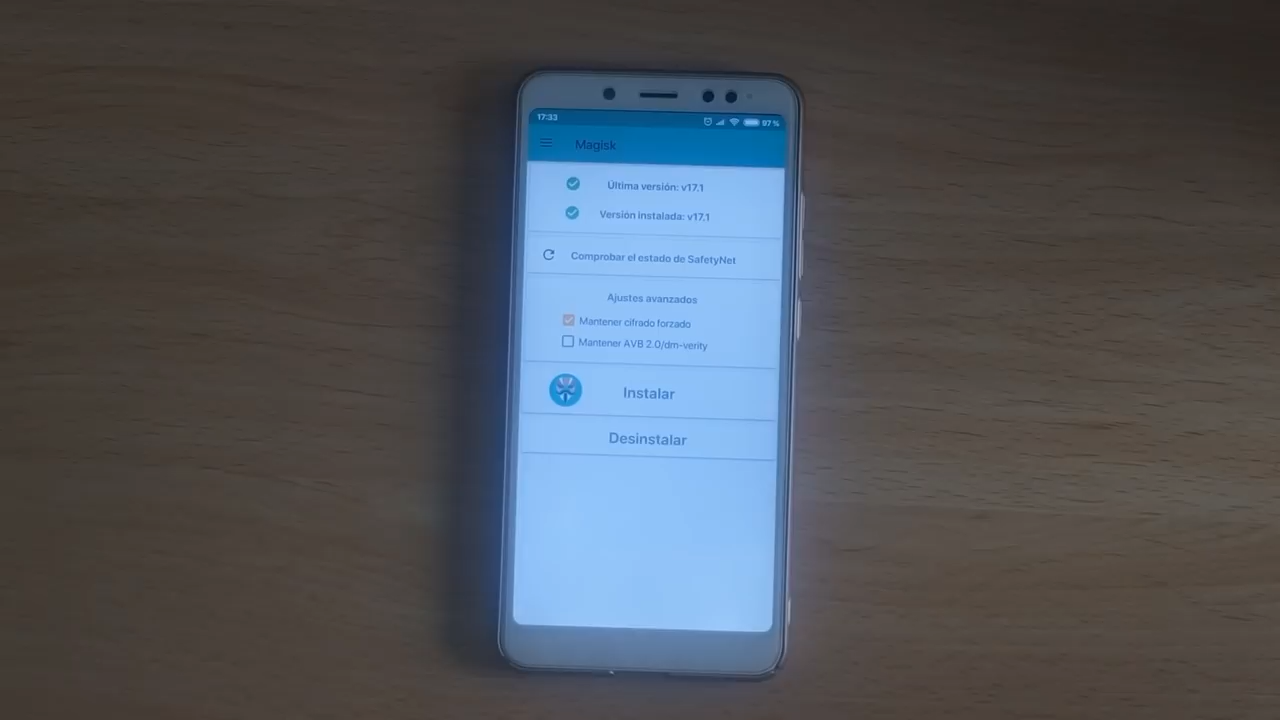 17:33 97%
Magisk
Última versión: v17.1
Versión instalada: v17.1
Comprobar el estado de SafetyNet
Ajustes avanzados
Mantener cifrado forzado
Mantener AVB 2.0/dm-verity
Instalar
Desinstalar